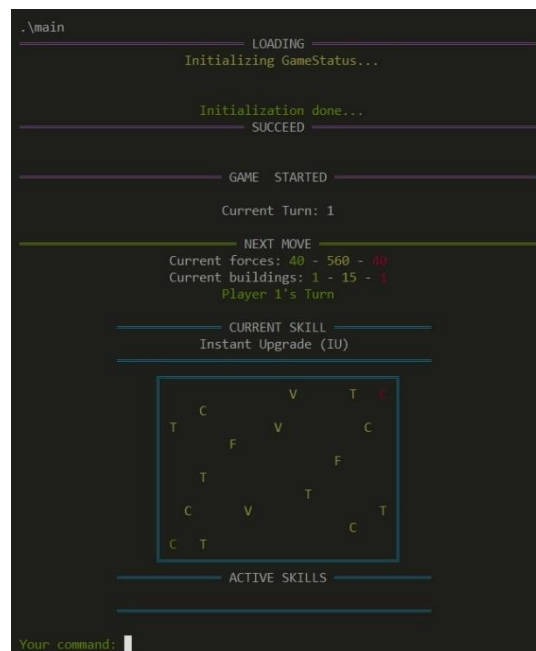 .\main
LOADING
Initializing GameStatus...
Initialization done...
SUCCEED
GAME  STARTED
Current Turn: 1
NEXT MOVE
Current forces: 40 - 560 - 40
Current buildings: 1 - 15 - 1
Player 1's Turn
CURRENT SKILL
Instant Upgrade (IU)
V T C
C
T V C
F
F
T
T
C V T
C
C T
ACTIVE SKILLS
Your command: